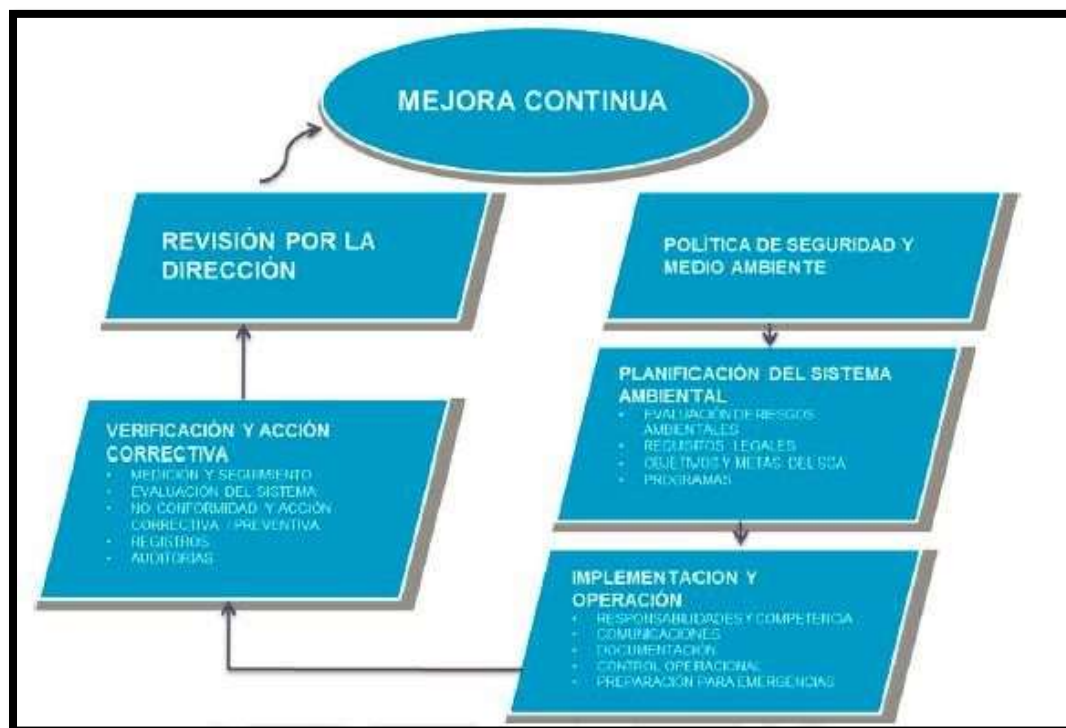 MEJORA CONTINUA
REVISIÓN POR LA
DIRECCIÓN
POLÍTICA DE SEGURIDAD Y
MEDIO AMBIENTE
PLANIFICACIÓN DEL SISTEMA
AMBIENTAL
• EVALUACIÓN DE RIESGOS
AMBIENTALES
• REQUISITOS LEGALES
• OBJETIVOS Y METAS DEL SGA
• PROGRAMAS
VERIFICACIÓN Y ACCIÓN
CORRECTIVA
• MEDICIÓN Y SEGUIMIENTO
• EVALUACIÓN DEL SISTEMA
• NO CONFORMIDAD Y ACCIÓN
CORRECTIVA / PREVENTIVA
• REGISTROS
• AUDITORIAS
IMPLEMENTACION Y
OPERACIÓN
• RESPONSABILIDADES Y COMPETENCIA
• COMUNICACIONES
• DOCUMENTACIÓN
• CONTROL OPERACIONAL
• PREPARACIÓN PARA EMERGENCIAS